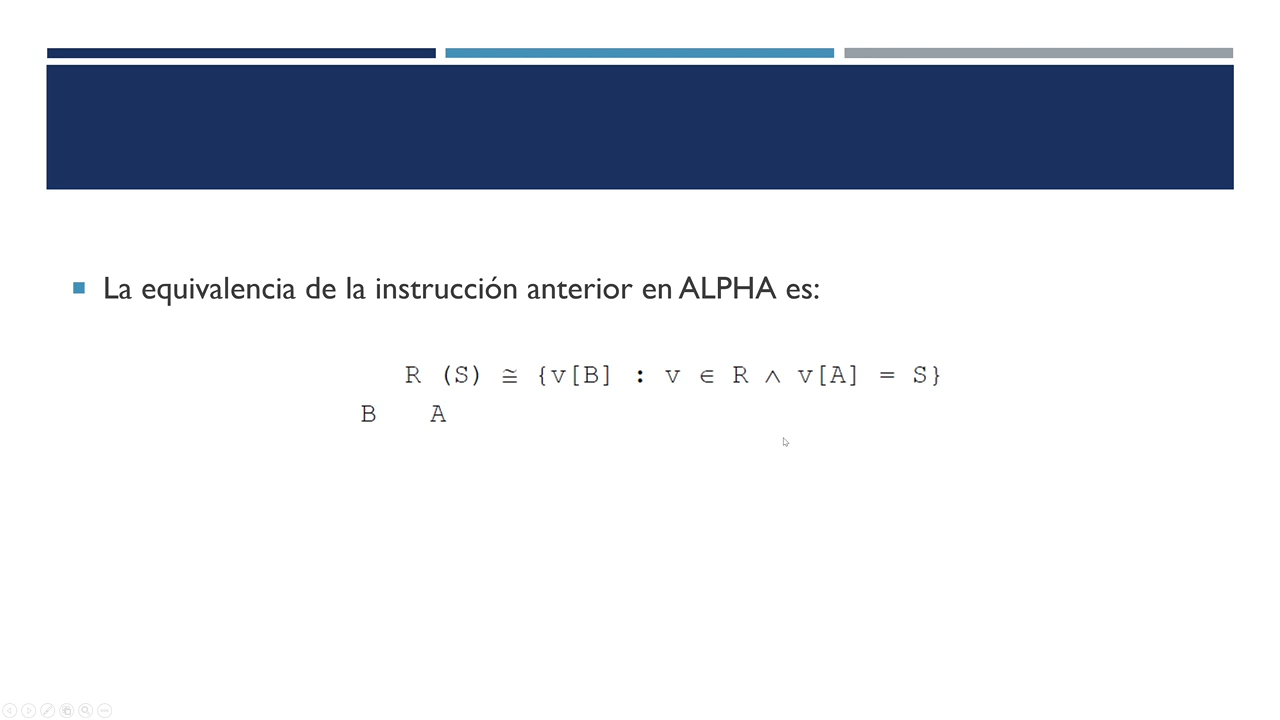 La equivalencia de la instrucción anterior en ALPHA es:
R (S) ≅ {v[B] : v ∈ R ∧ v[A] = S}
B A